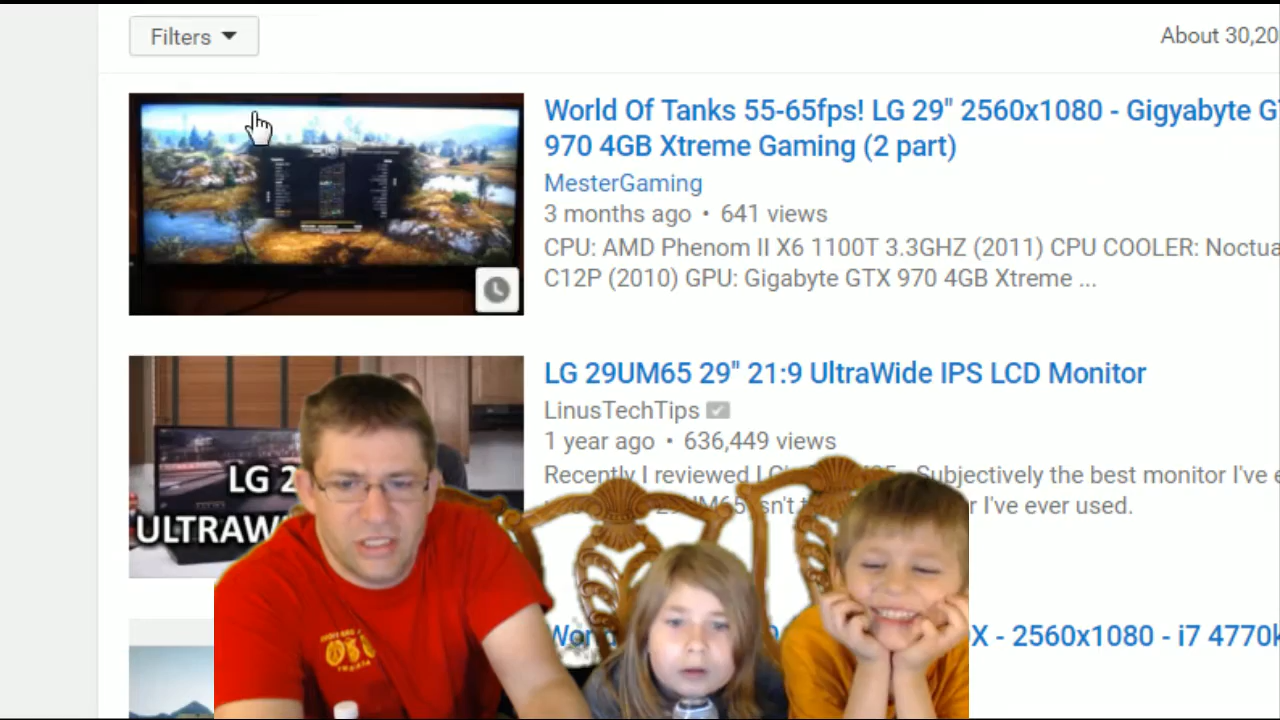 Filters
About 30,20
World Of Tanks 55-65fps! LG 29" 2560x1080 - Gigyabyte G
970 4GB Xtreme Gaming (2 part)
MesterGaming
3 months ago • 641 views
CPU: AMD Phenom II X6 1100T 3.3GHZ (2011) CPU COOLER: Noctua
C12P (2010) GPU: Gigabyte GTX 970 4GB Xtreme ...
LG 29UM65 29" 21:9 UltraWide IPS LCD Monitor
LinusTechTips
1 year ago • 636,449 views
LG 2
ULTRAW
Recently I reviewed Subjectively the best monitor I've
I've ever used.
X - 2560x1080 - i7 4770k